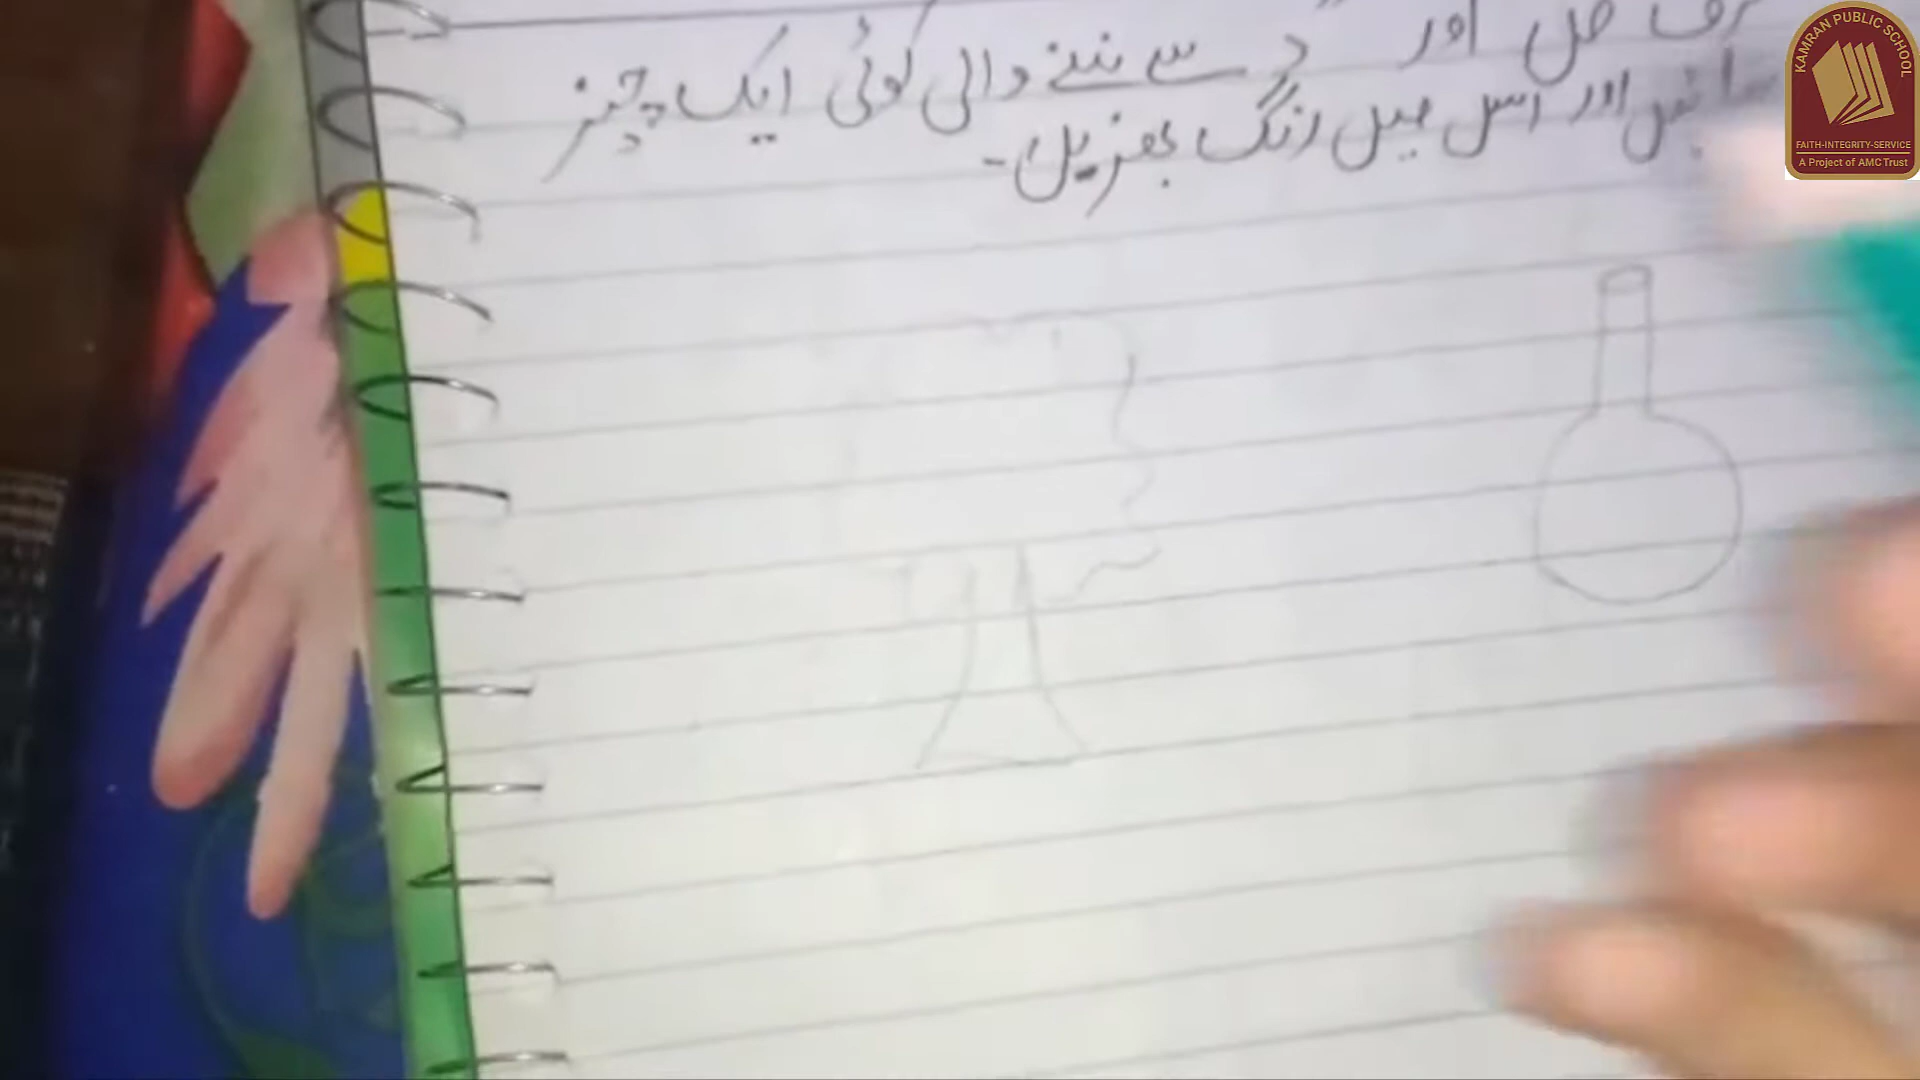 اور د سے بننے والی کوئی ایک چیز
اور اس میں رنگ بھریں۔
KAMRAN PUBLIC SCHOOL
FAITH-INTEGRITY-SERVICE
A Project of AMC Trust